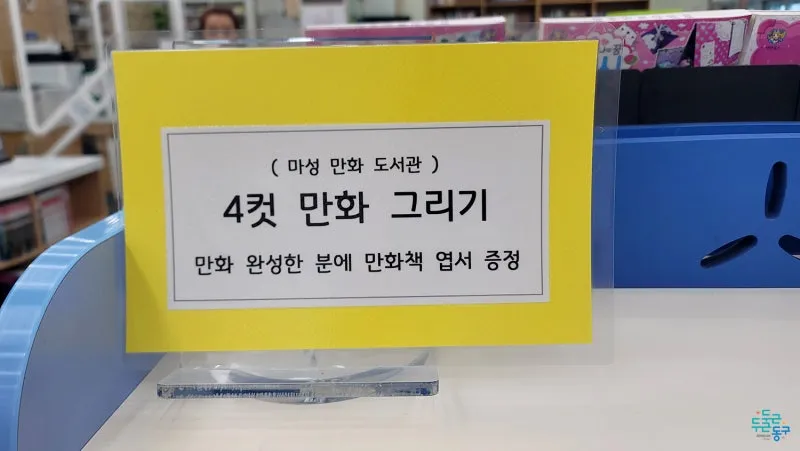 ( 마성 만화 도서관 )
4컷 만화 그리기
만화 완성한 분에 만화책 엽서 증정
두근두근
동구